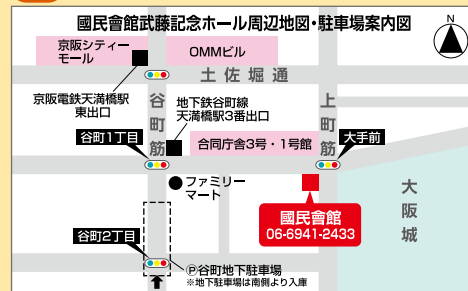 國民會館武藤記念ホール周辺地図・駐車場案内図
N
京阪シティー
モール
OMMビル
土佐堀通
京阪電鉄天満橋駅
東出口
谷町筋
地下鉄谷町線
天満橋駅3番出口
上町筋
谷町1丁目
合同庁舎3号・1号館
大手前
ファミリー
マート
大阪城
國民會館
06-6941-2433
谷町2丁目
Ⓟ谷町地下駐車場
※地下駐車場は南側より入庫